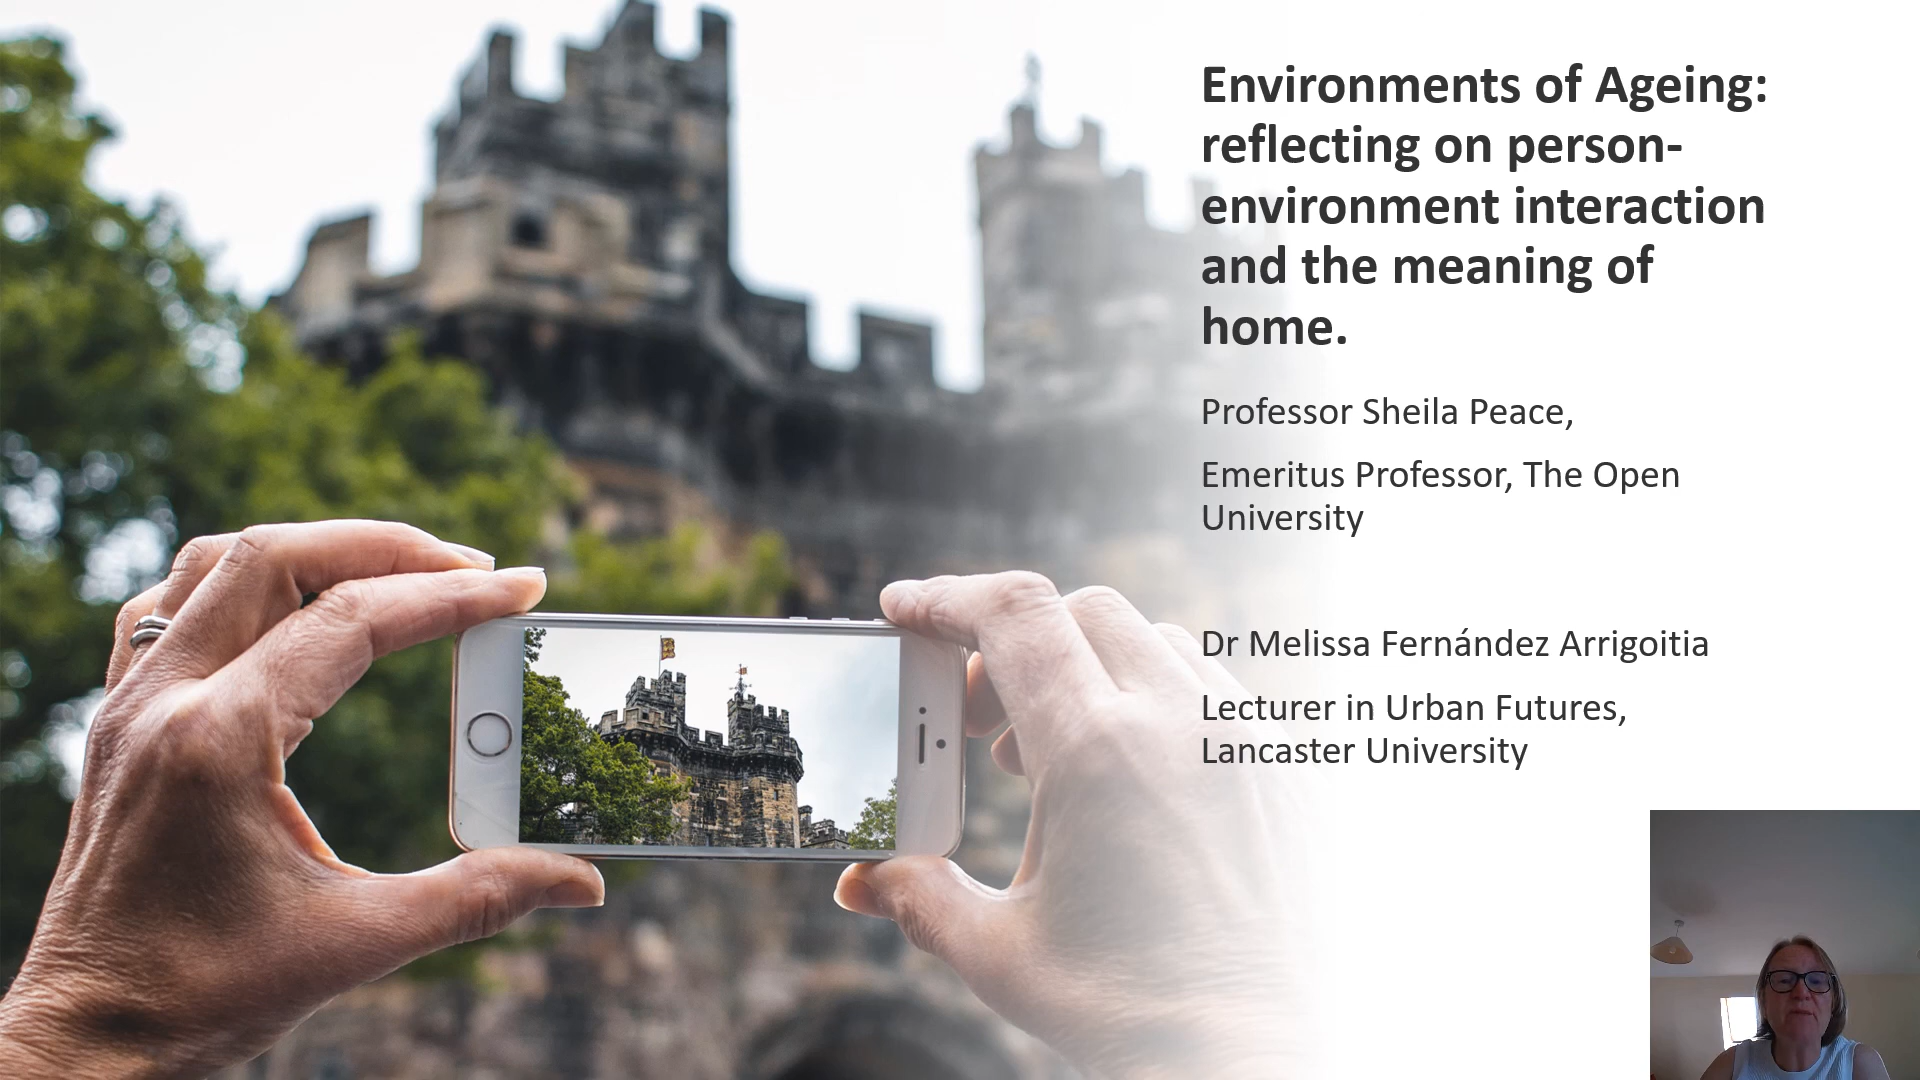 Environments of Ageing:
reflecting on person-
environment interaction
and the meaning of
home.
Professor Sheila Peace,
Emeritus Professor, The Open
University
Dr Melissa Fernández Arrigoitia
Lecturer in Urban Futures,
Lancaster University